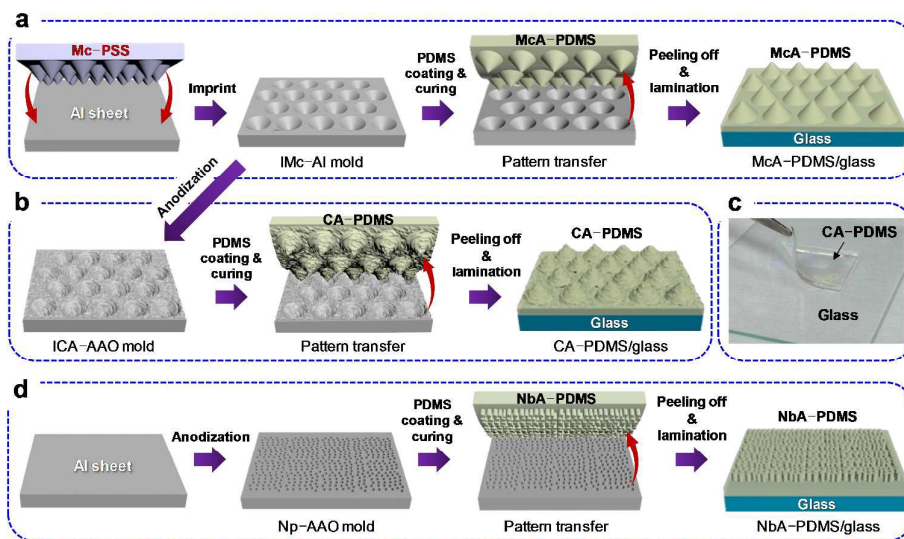 a
Mc-PSS
Al sheet
Imprint
IMc-Al mold
PDMS
coating &
curing
McA-PDMS
Pattern transfer
Peeling off
&
lamination
McA-PDMS
Glass
McA-PDMS/glass
Anodization
b
ICA-AAO mold
PDMS
coating &
curing
CA-PDMS
Pattern transfer
Peeling off
&
lamination
CA-PDMS
Glass
CA-PDMS/glass
c
CA-PDMS
Glass
d
Al sheet
Anodization
Np-AAO mold
PDMS
coating &
curing
NbA-PDMS
Pattern transfer
Peeling off
&
lamination
NbA-PDMS
Glass
NbA-PDMS/glass